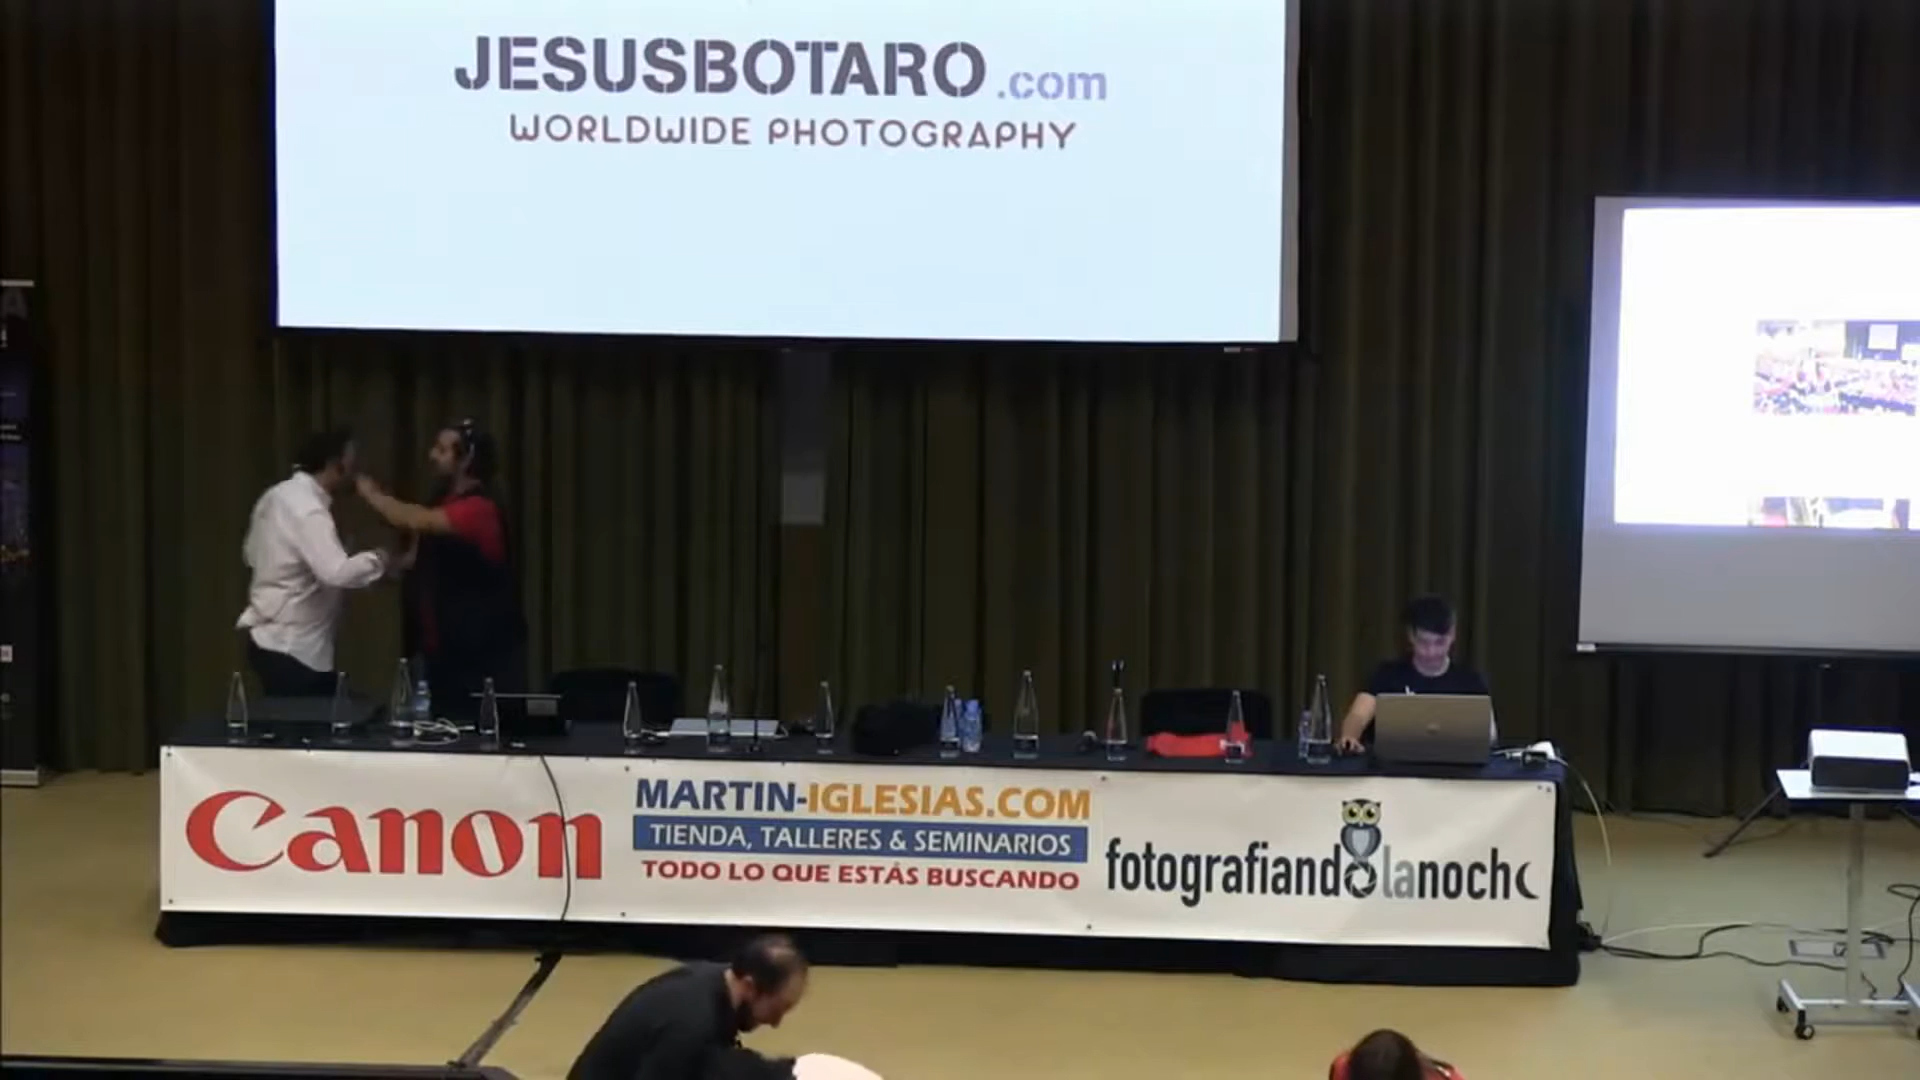 JESUSBOTARO.com
WORLDWIDE PHOTOGRAPHY
Canon
MARTIN-IGLESIAS.COM
TIENDA, TALLERES & SEMINARIOS
TODO LO QUE ESTÁS BUSCANDO
fotografiandolanoche